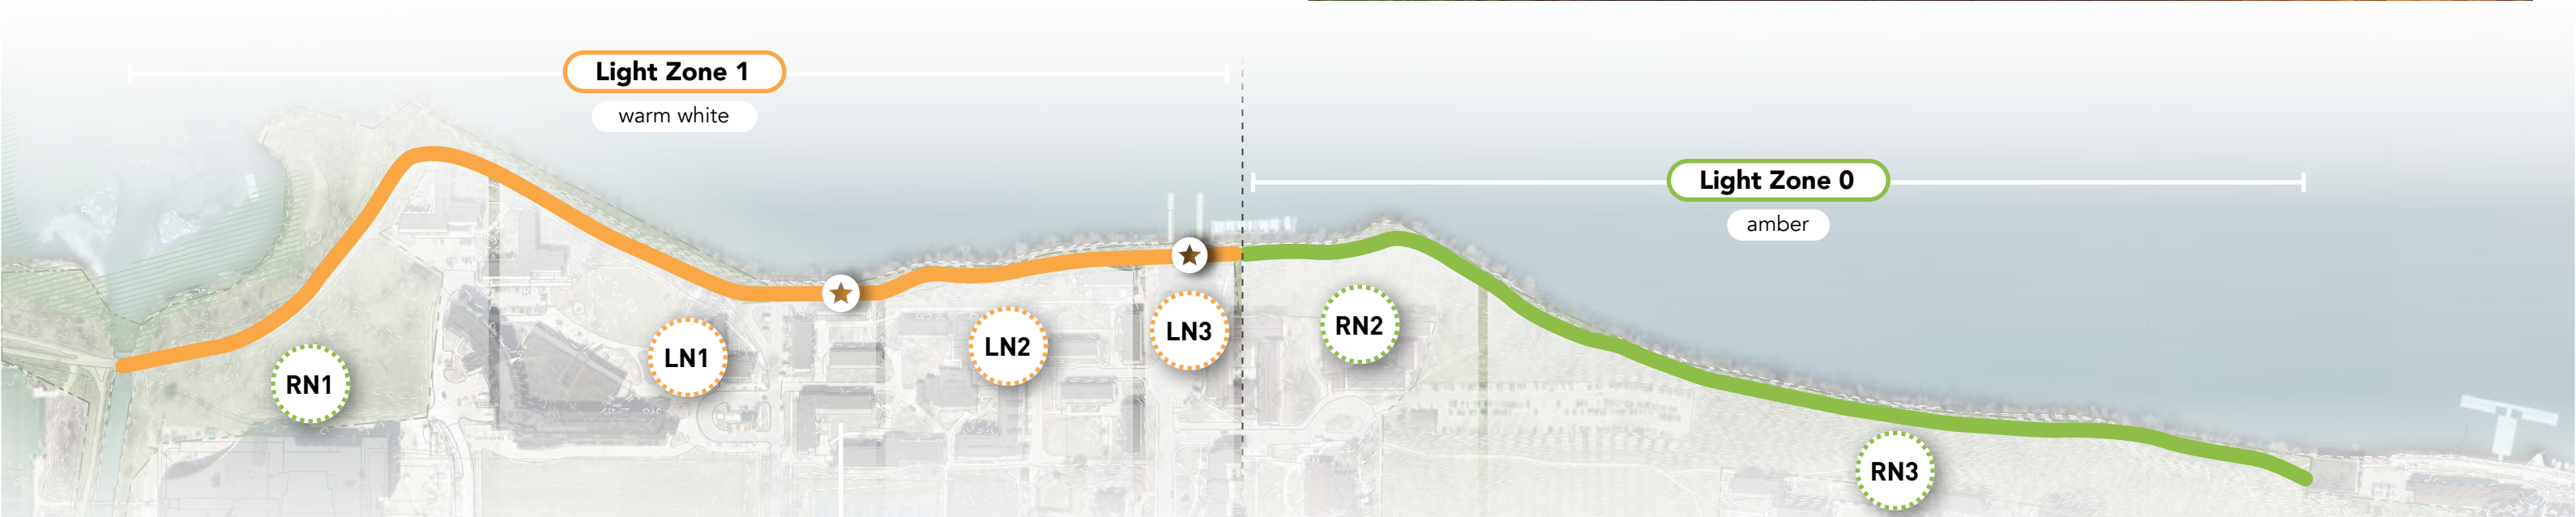 Light Zone 1
warm white
Light Zone 0
amber
RN1
LN1
LN2
LN3
RN2
RN3